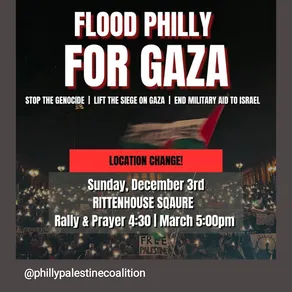 FLOOD PHILLY
FOR GAZA
STOP THE GENOCIDE | LIFT THE SIEGE ON GAZA | END MILITARY AID TO ISRAEL
LOCATION CHANGE!
Sunday, December 3rd
RITTENHOUSE SQAURE
Rally & Prayer 4:30 | March 5:00pm
FREE
PALESTINE
@phillypalestinecoalition